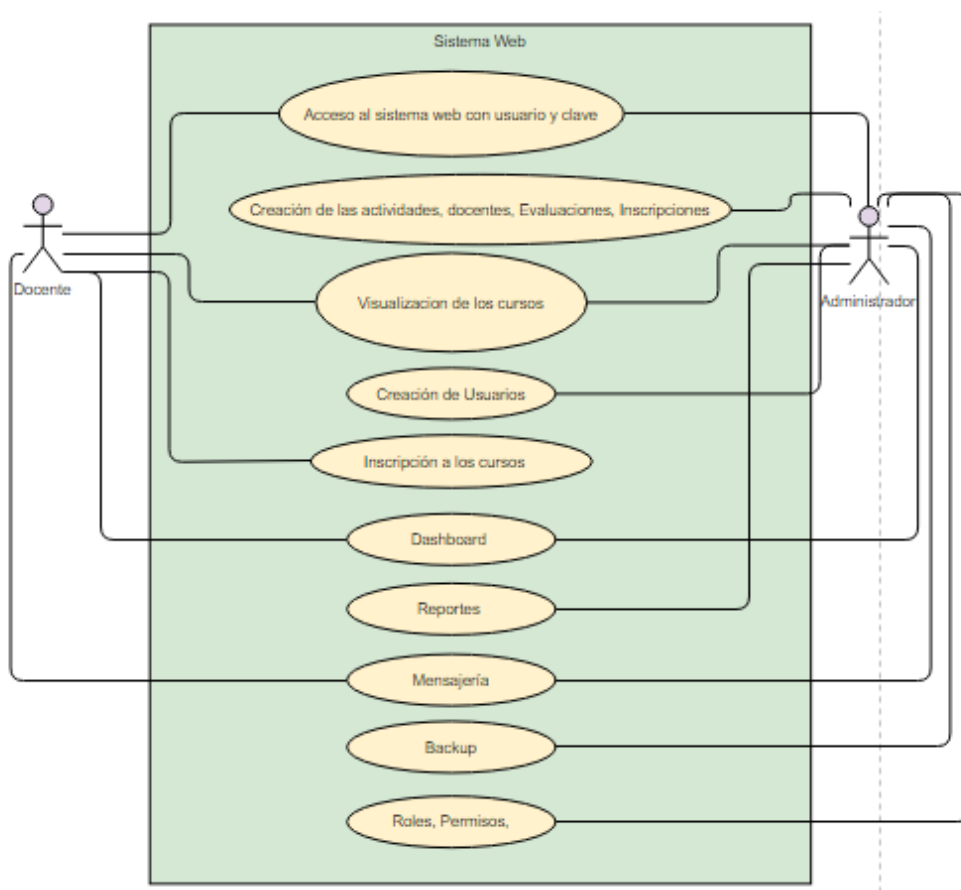 Sistema Web
Acceso al sistema web con usuario y clave
Creación de las actividades, docentes, Evaluaciones, Inscripciones
Docente
Visualizacion de los cursos
Administrador
Creación de Usuarios
Inscripción a los cursos
Dashboard
Reportes
Mensajería
Backup
Roles, Permisos,